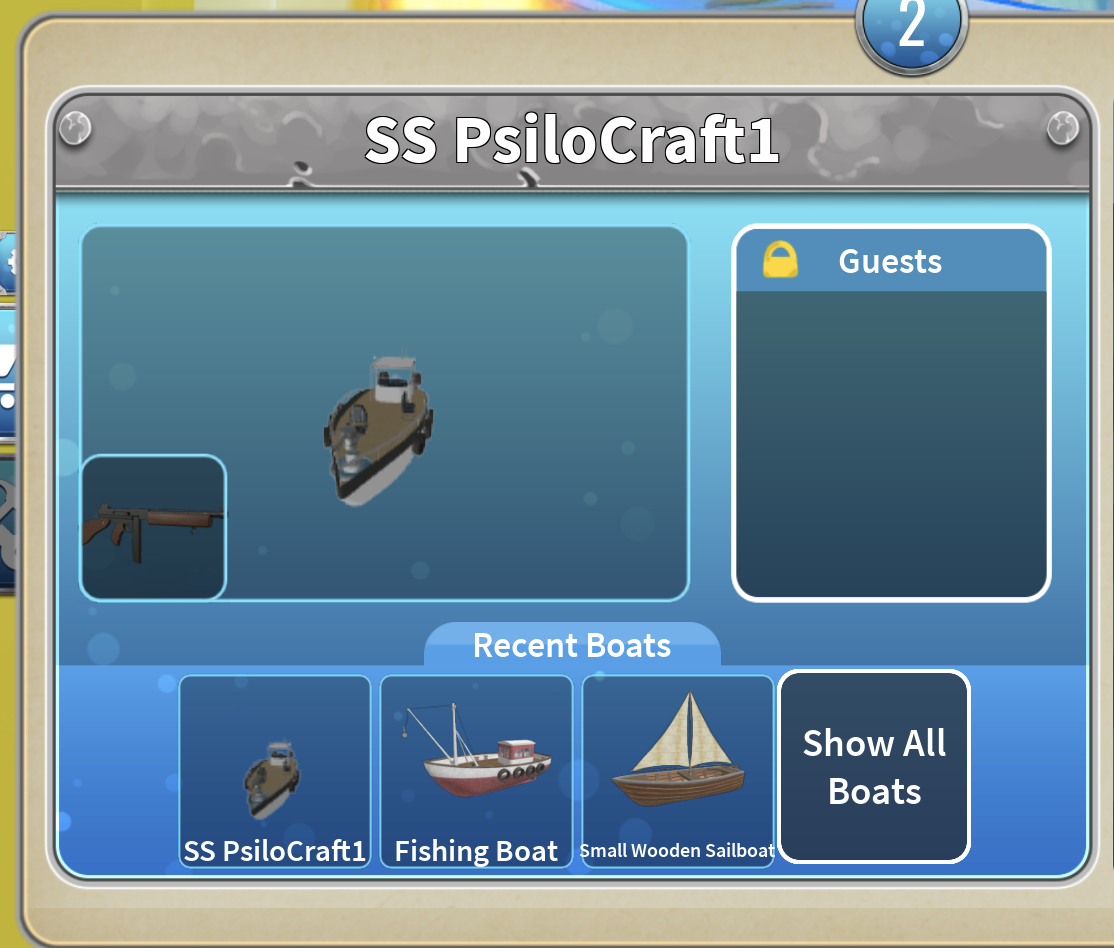 2
SS PsiloCraft1
Guests
Recent Boats
SS PsiloCraft1
Fishing Boat
Small Wooden Sailboat
Show All
Boats